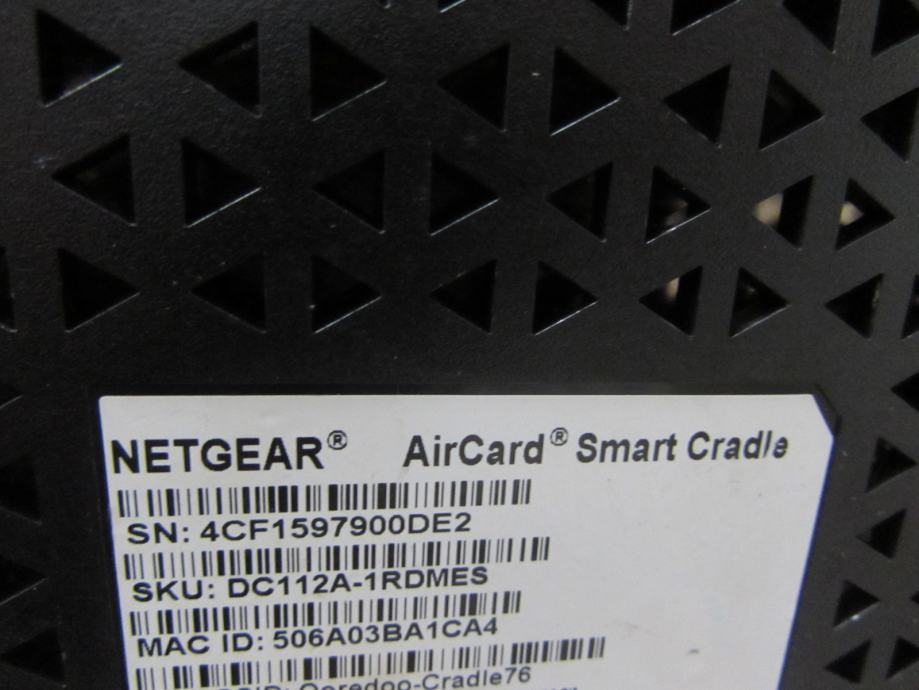 NETGEAR® AirCard® Smart Cradle
SN: 4CF1597900DE2
SKU: DC112A-1RDMES
MAC ID: 506A03BA1CA4
Ooredoo-Cradle76